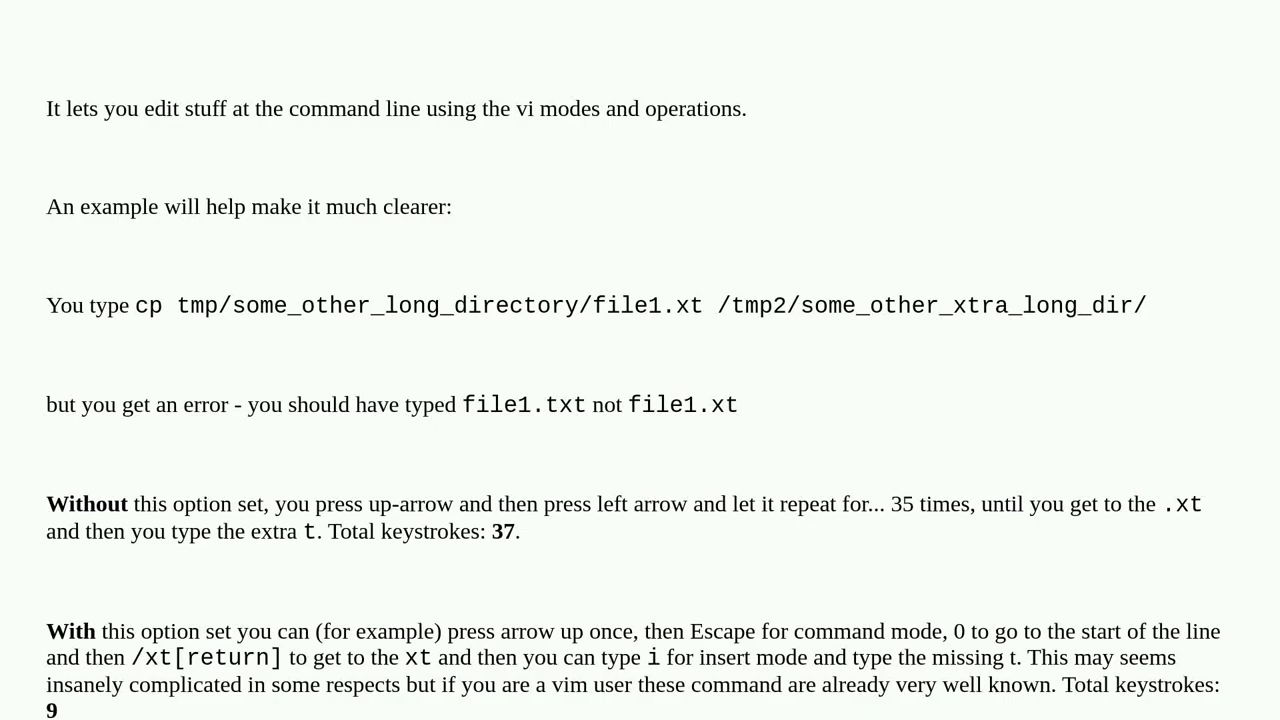 It lets you edit stuff at the command line using the vi modes and operations.
An example will help make it much clearer:
You type cp tmp/some_other_long_directory/file1.xt /tmp2/some_other_xtra_long_dir/
but you get an error - you should have typed file1.txt not file1.xt
Without this option set, you press up-arrow and then press left arrow and let it repeat for... 35 times, until you get to the .xt
and then you type the extra t. Total keystrokes: 37.
With this option set you can (for example) press arrow up once, then Escape for command mode, 0 to go to the start of the line
and then /xt[return] to get to the xt and then you can type i for insert mode and type the missing t. This may seems
insanely complicated in some respects but if you are a vim user these command are already very well known. Total keystrokes:
9